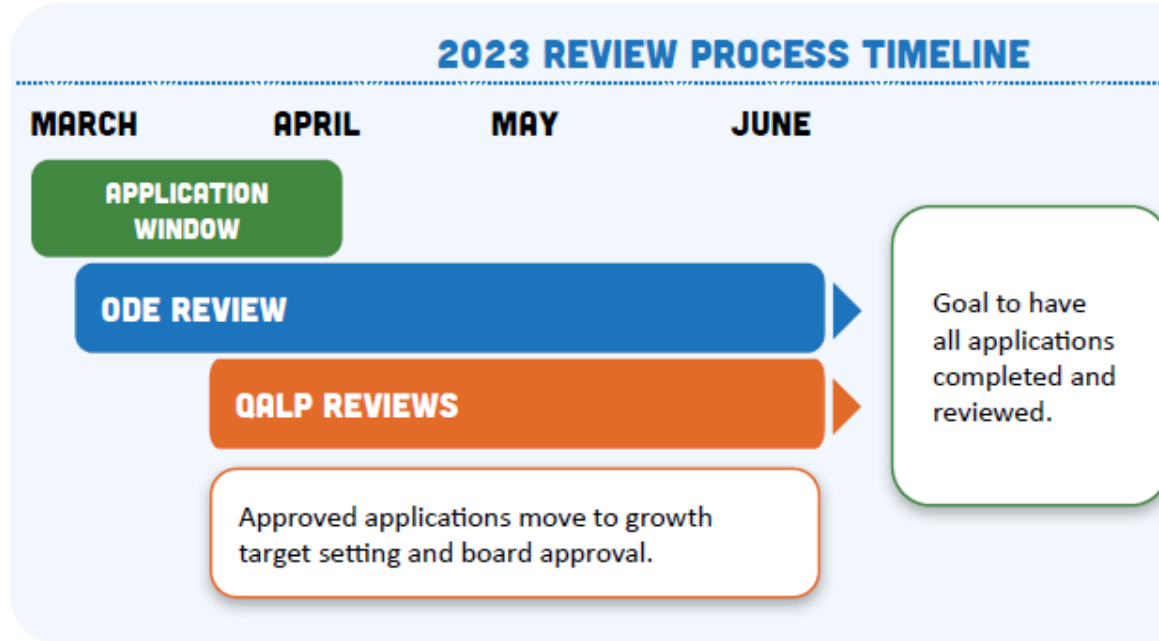 2023 REVIEW PROCESS TIMELINE
MARCH APRIL MAY JUNE
APPLICATION
WINDOW
ODE REVIEW
QALP REVIEWS
Approved applications move to growth
target setting and board approval.
Goal to have
all applications
completed and
reviewed.